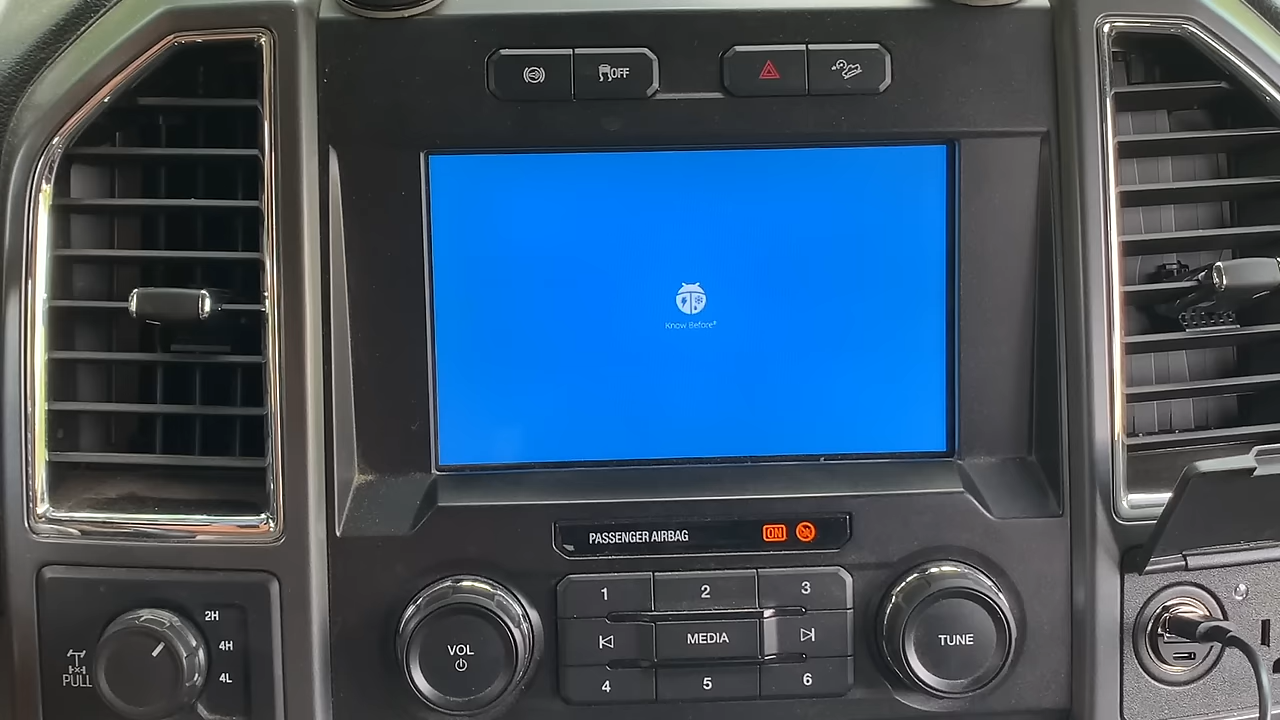 OFF
Know Before®
PASSENGER AIRBAG ON
1 2 3
MEDIA
4 5 6
VOL
TUNE
2H
4H
4L
PULL